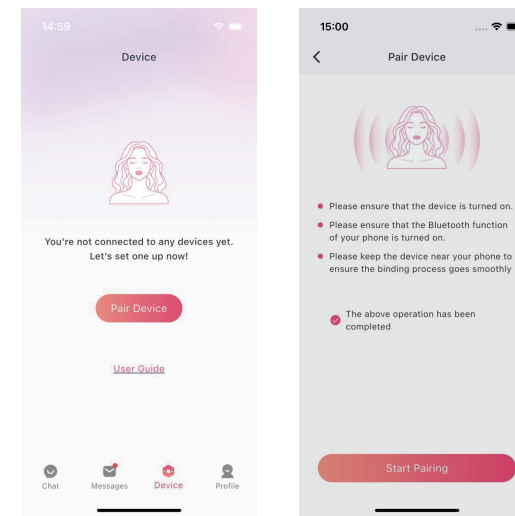 14:59
Device
You're not connected to any devices yet.
Let's set one up now!
Pair Device
User Guide
Chat
Messages
Device
Profile
15:00
Pair Device
Please ensure that the device is turned on.
Please ensure that the Bluetooth function
of your phone is turned on.
Please keep the device near your phone to
ensure the binding process goes smoothly
The above operation has been
completed
Start Pairing